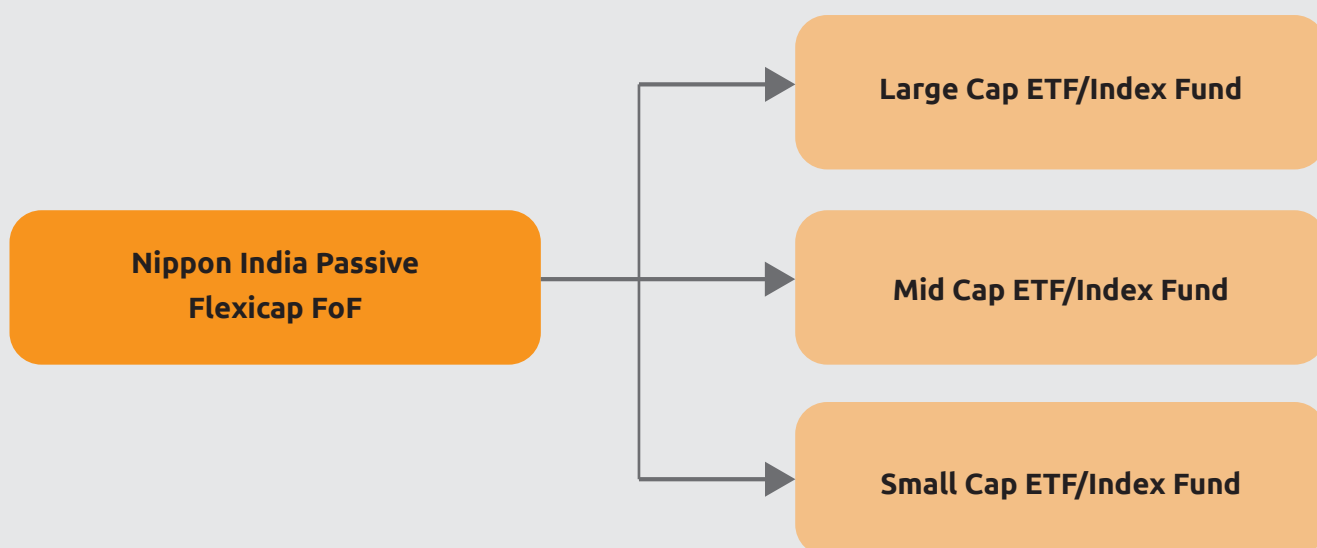 Large Cap ETF/Index Fund
Nippon India Passive
Flexicap FoF
Mid Cap ETF/Index Fund
Small Cap ETF/Index Fund